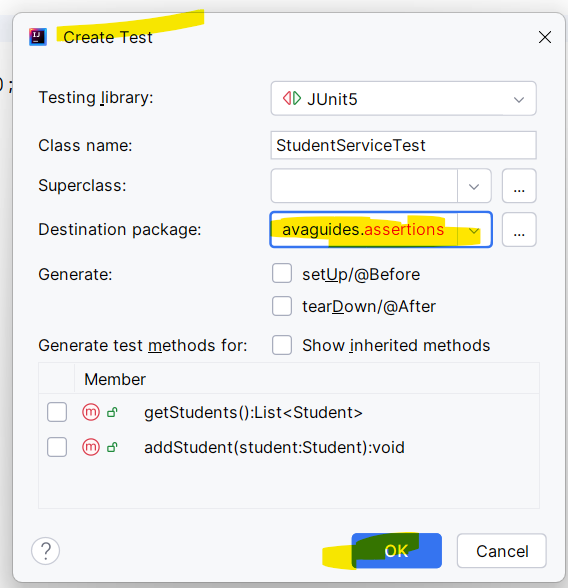 Create Test
);
Testing library:
JUnit5
Class name:
StudentServiceTest
Superclass:
...
Destination package:
avaguides.assertions
...
Generate:
setUp/@Before
tearDown/@After
Generate test methods for:
Show inherited methods
Member
m getStudents():List<Student>
m addStudent(student:Student):void
?
OK
Cancel